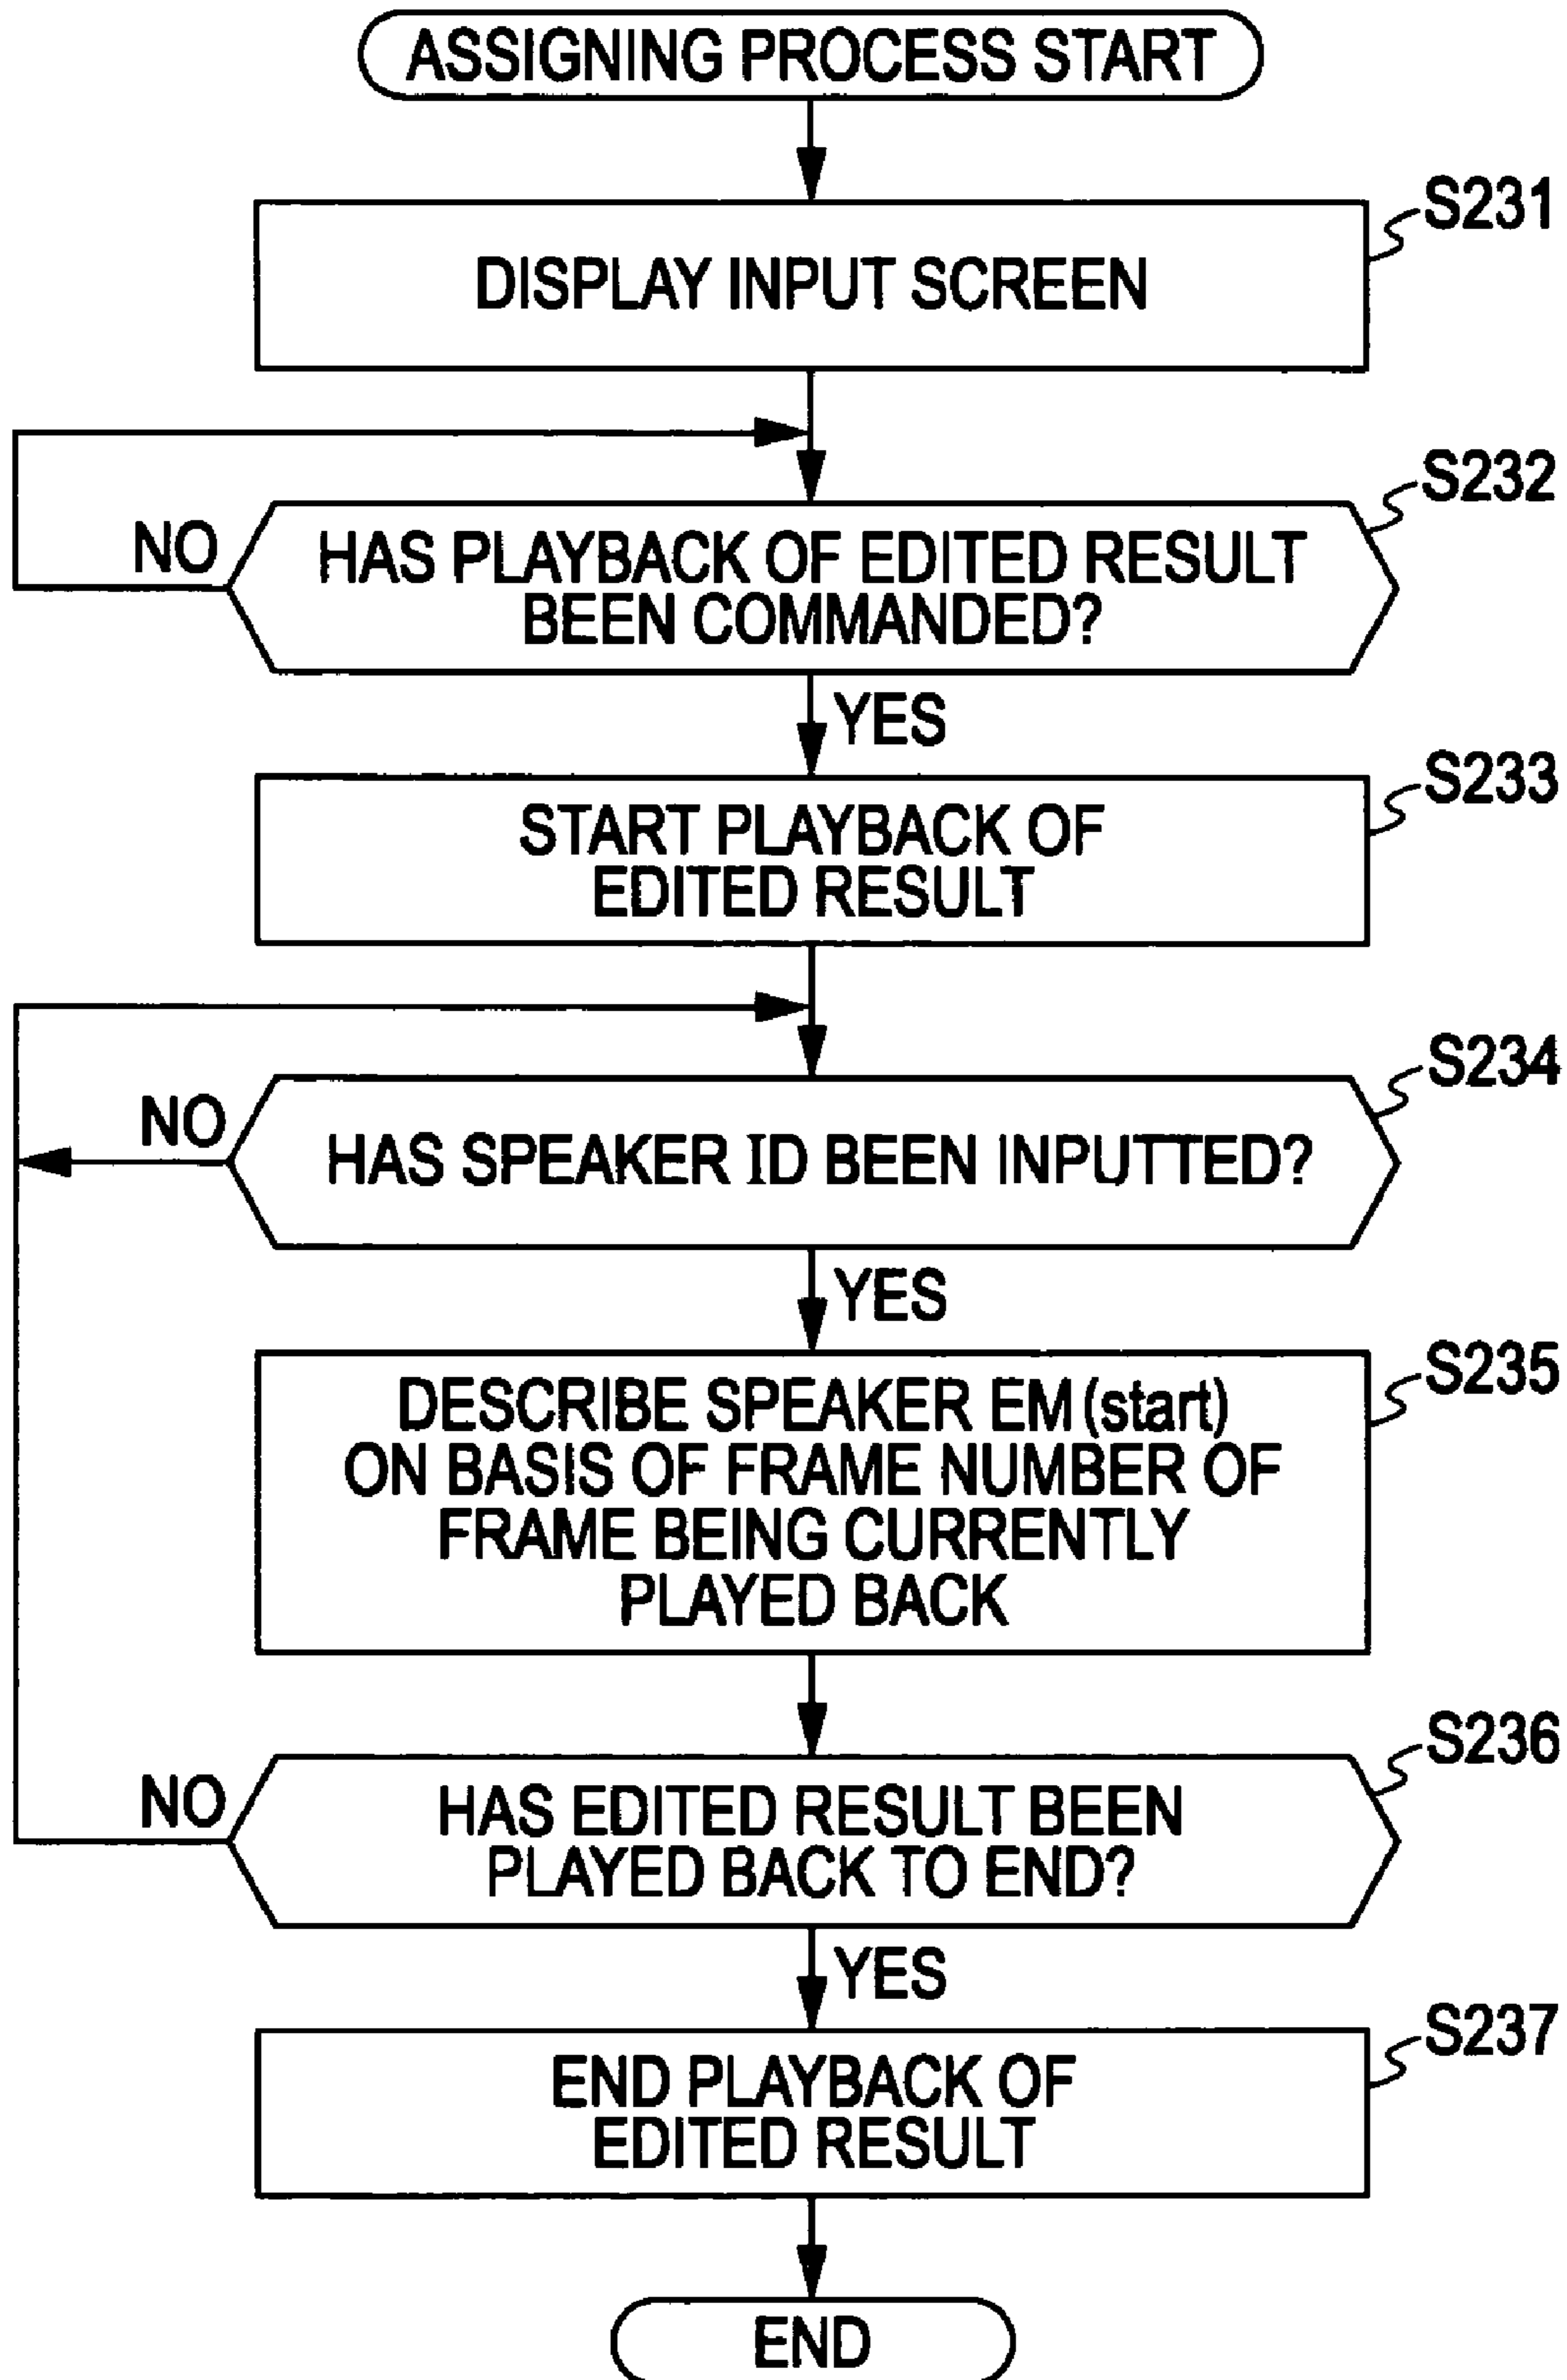 ASSIGNING PROCESS START
S231
DISPLAY INPUT SCREEN
S232
NO
HAS PLAYBACK OF EDITED RESULT
BEEN COMMANDED?
YES
S233
START PLAYBACK OF
EDITED RESULT
S234
NO
HAS SPEAKER ID BEEN INPUTTED?
YES
S235
DESCRIBE SPEAKER EM (start)
ON BASIS OF FRAME NUMBER OF
FRAME BEING CURRENTLY
PLAYED BACK
S236
NO
HAS EDITED RESULT BEEN
PLAYED BACK TO END?
YES
S237
END PLAYBACK OF
EDITED RESULT
END